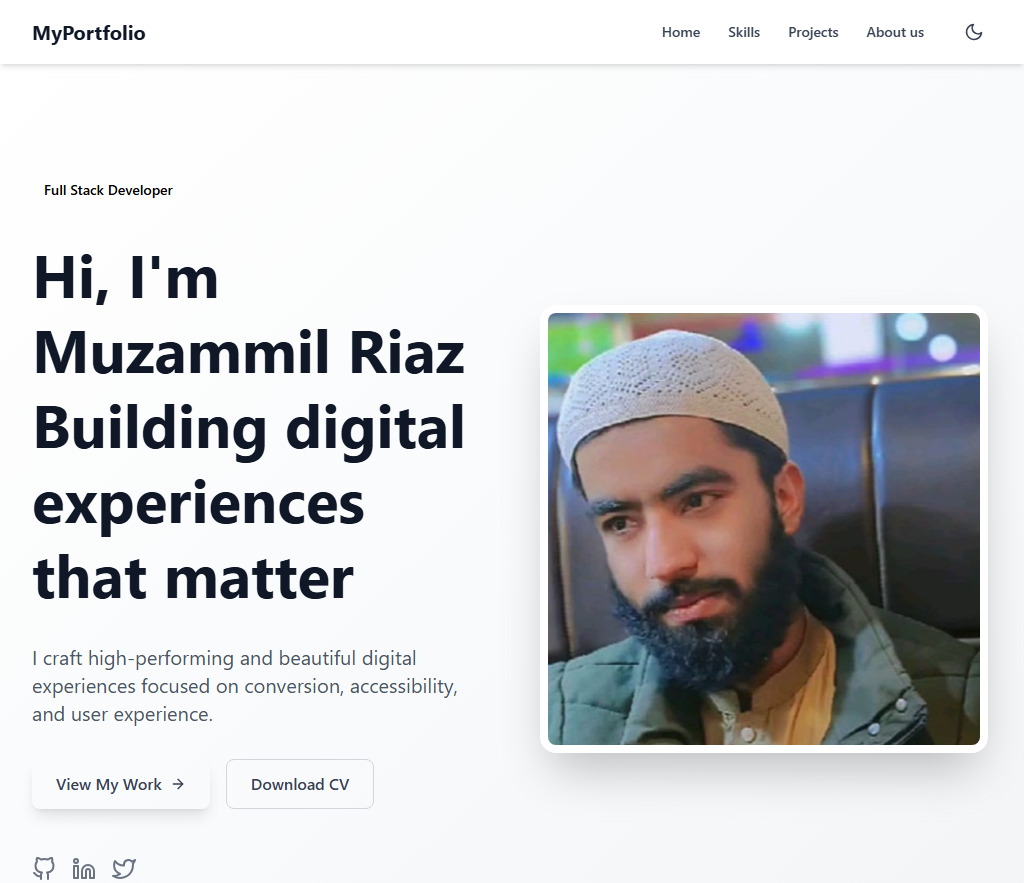 MyPortfolio
Home Skills Projects About us
Full Stack Developer
Hi, I'm
Muzammil Riaz
Building digital
experiences
that matter
I craft high-performing and beautiful digital
experiences focused on conversion, accessibility,
and user experience.
View My Work →
Download CV